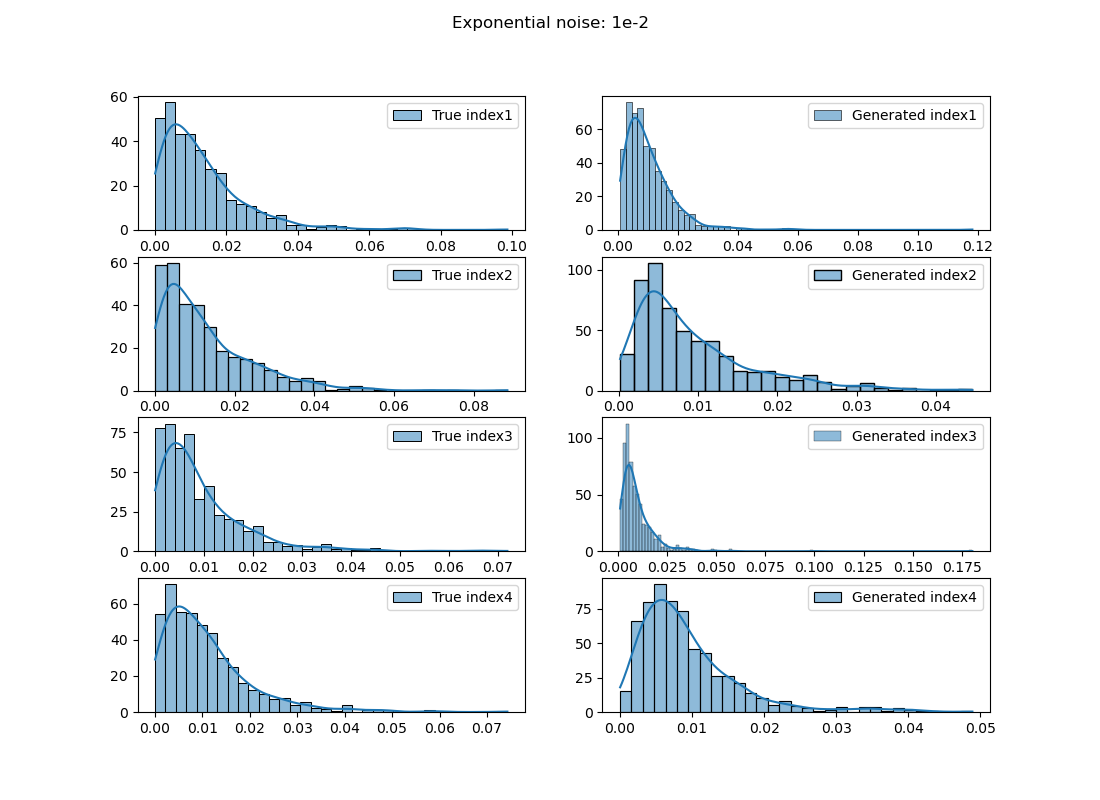 Exponential noise: 1e-2
60
40
20
0
True index1
0.00 0.02 0.04 0.06 0.08 0.10
60
40
20
0
Generated index1
0.00 0.02 0.04 0.06 0.08 0.10 0.12
60
40
20
0
True index2
0.00 0.02 0.04 0.06 0.08
100
50
0
Generated index2
0.00 0.01 0.02 0.03 0.04
75
50
25
0
True index3
0.00 0.01 0.02 0.03 0.04 0.05 0.06 0.07
100
50
0
Generated index3
0.000 0.025 0.050 0.075 0.100 0.125 0.150 0.175
60
40
20
0
True index4
0.00 0.01 0.02 0.03 0.04 0.05 0.06 0.07
75
50
25
0
Generated index4
0.00 0.01 0.02 0.03 0.04 0.05